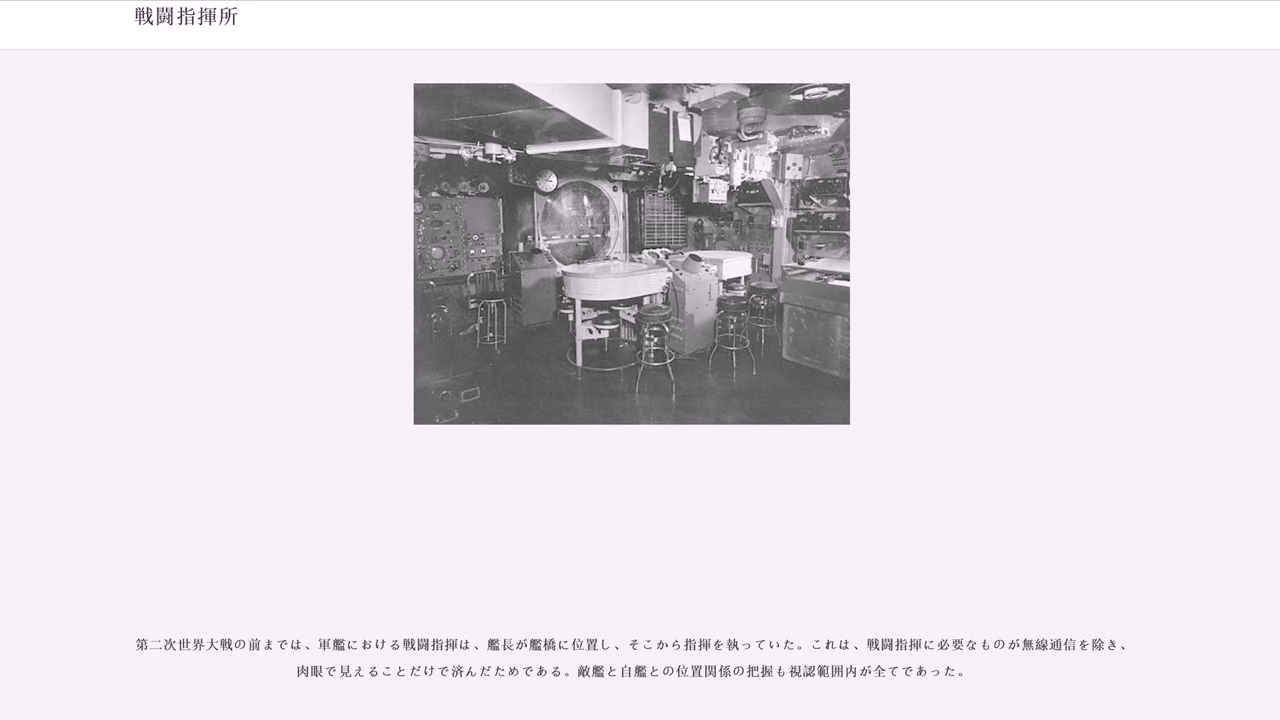 戦闘指揮所
第二次世界大戦の前までは、軍艦における戦闘指揮は、艦長が艦橋に位置し、そこから指揮を執っていた。これは、戦闘指揮に必要なものが無線通信を除き、
肉眼で見えることだけで済んだためである。敵艦と自艦との位置関係の把握も視認範囲内が全てであった。